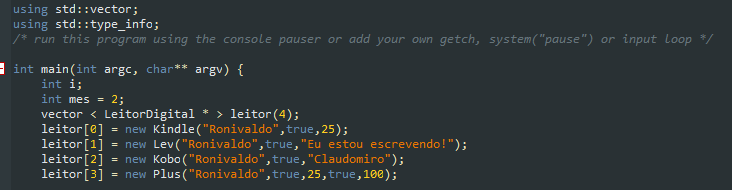 using std::vector;
using std::type_info;
/* run this program using the console pauser or add your own getch, system("pause") or input loop */
int main(int argc, char** argv) {
int i;
int mes = 2;
vector < LeitorDigital * > leitor(4);
leitor[0] = new Kindle("Ronivaldo",true,25);
leitor[1] = new Lev("Ronivaldo",true,"Eu estou escrevendo!");
leitor[2] = new Kobo("Ronivaldo",true,"Claudomiro");
leitor[3] = new Plus("Ronivaldo",true,25,true,100);